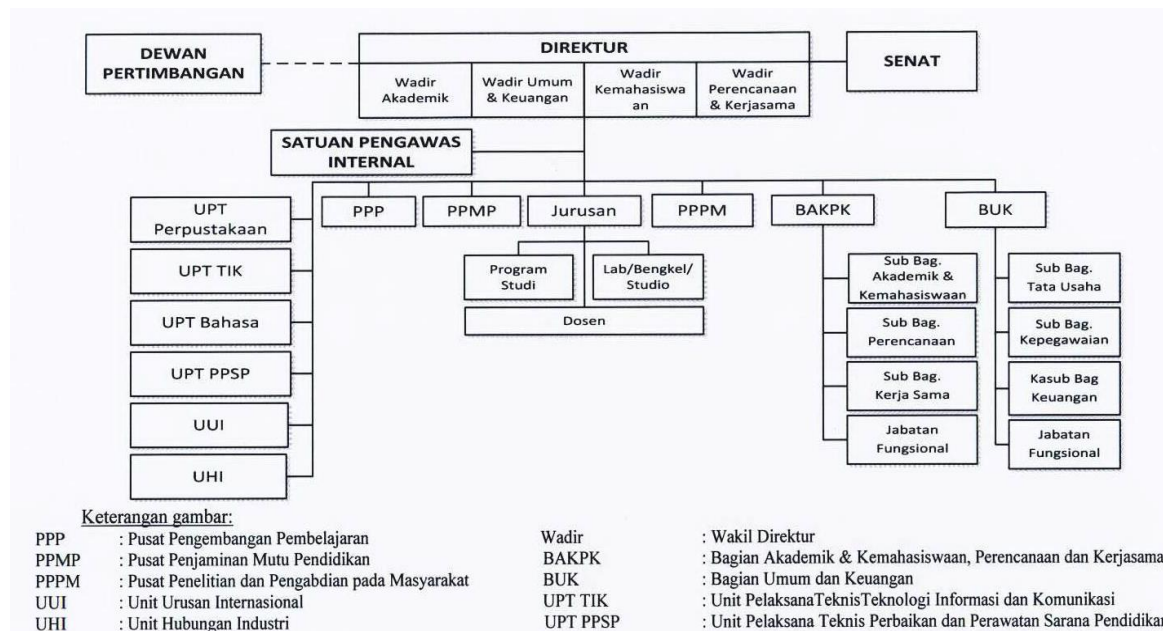 DEWAN
PERTIMBANGAN
DIREKTUR
Wadir
Akademik
Wadir Umum
& Keuangan
Wadir
Kemahasiswa
an
Wadir
Perencanaan
& Kerjasama
SENAT
SATUAN PENGAWAS
INTERNAL
UPT
Perpustakaan
UPT TIK
UPT Bahasa
UPT PPSP
UUI
UHI
PPP
PPMP
Jurusan
PPPM
BAKPK
BUK
Program
Studi
Lab/Bengkel/
Studio
Dosen
Sub Bag.
Akademik &
Kemahasiswaan
Sub Bag.
Perencanaan
Sub Bag.
Kerja Sama
Jabatan
Fungsional
Sub Bag.
Tata Usaha
Sub Bag.
Kepegawaian
Kasub Bag
Keuangan
Jabatan
Fungsional
Keterangan gambar:
PPP : Pusat Pengembangan Pembelajaran
PPMP : Pusat Penjaminan Mutu Pendidikan
PPPM : Pusat Penelitian dan Pengabdian pada Masyarakat
UUI : Unit Urusan Internasional
UHI : Unit Hubungan Industri
Wadir : Wakil Direktur
BAKPK : Bagian Akademik & Kemahasiswaan, Perencanaan dan Kerjasama
BUK : Bagian Umum dan Keuangan
UPT TIK : Unit PelaksanaTeknisTeknologi Informasi dan Komunikasi
UPT PPSP : Unit Pelaksana Teknis Perbaikan dan Perawatan Sarana Pendidikan